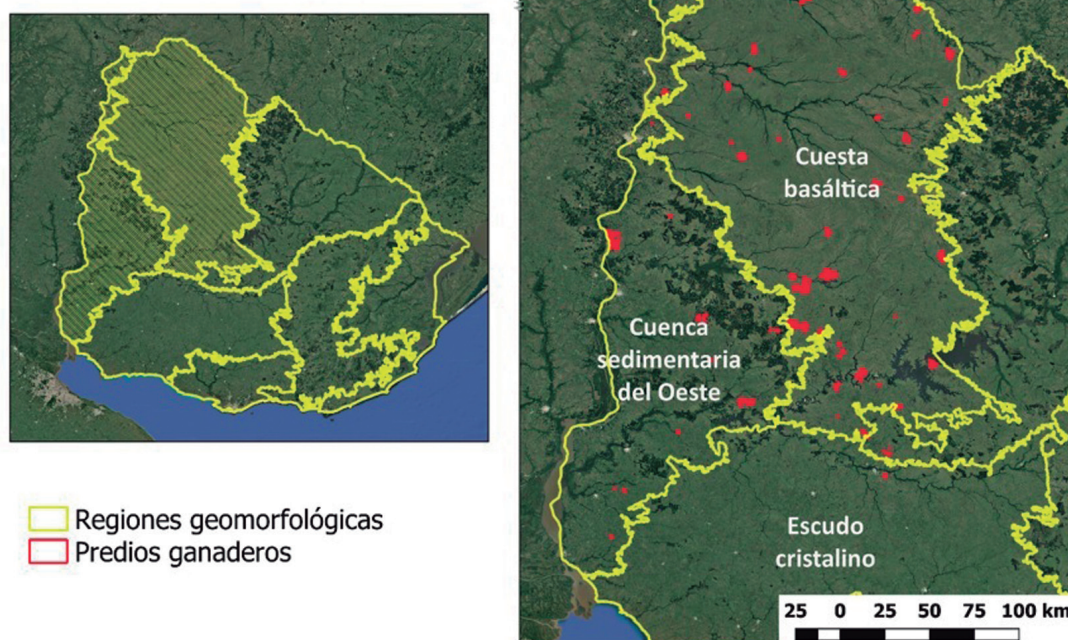 Regiones geomorfológicas
Predios ganaderos
Cuesta
basáltica
Cuenca
sedimentaria
del Oeste
Escudo
cristalino
25 0 25 50 75 100 km